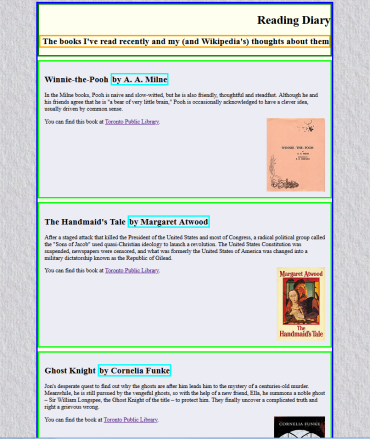 Reading Diary
The books I've read recently and my (and Wikipedia's) thoughts about them
Winnie-the-Pooh by A. A. Milne
In the Milne books, Pooh is naive and slow-witted, but he is also friendly, thoughtful and steadfast. Although he and
his friends agree that he is "a bear of very little brain," Pooh is occasionally acknowledged to have a clever idea,
usually driven by common sense.
You can find this book at Toronto Public Library.
WINNIE-THE-POOH
The Handmaid's Tale by Margaret Atwood
After a staged attack that killed the President of the United States and most of Congress, a radical political group called
the "Sons of Jacob" used quasi-Christian ideology to launch a revolution. The United States Constitution was
suspended, newspapers were censored, and what was formerly the United States of America was changed into a
military dictatorship known as the Republic of Gilead.
You can find this book at Toronto Public Library.
Margaret Atwood
The
Handmaid's Tale
Ghost Knight by Cornelia Funke
Jon's desperate quest to find out why the ghosts are after him leads him to the mystery of a centuries-old murder.
Meanwhile, he is still pursued by the vengeful ghosts, so with the help of a new friend, Ella, he summons a noble ghost
– Sir William Longspee, the Ghost Knight of the title – to protect him. They finally uncover a complicated truth and
right a grievous wrong.
You can find the book at Toronto Public Library.
CORNELIA FUNKE